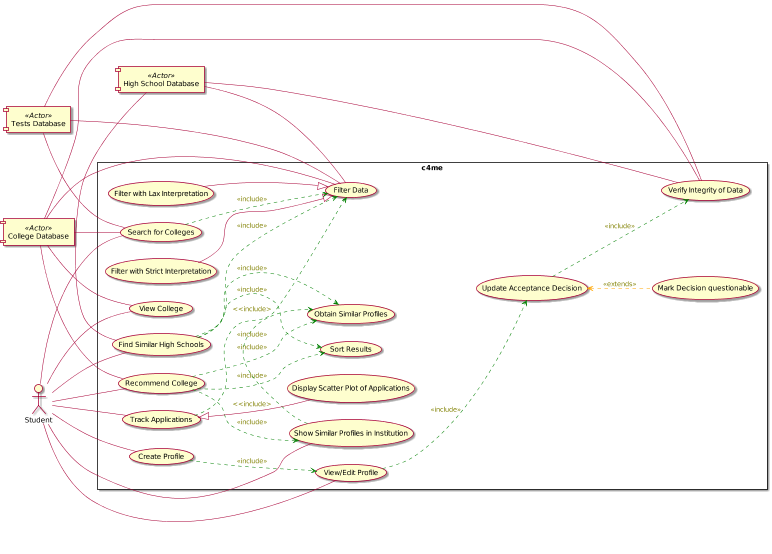 «Actor»
High School Database
«Actor»
Tests Database
c4me
Filter with Lax Interpretation
Filter Data
Verify Integrity of Data
«include»
«Actor»
College Database
Search for Colleges
«include»
«include»
Filter with Strict Interpretation
«include»
«include»
Update Acceptance Decision
«extends»
Mark Decision questionable
View College
«<include>
Obtain Similar Profiles
Find Similar High Schools
«include»
«include»
Sort Results
Recommend College
Display Scatter Plot of Applications
«<include>
«include»
Student
Track Applications
«include»
Show Similar Profiles in Institution
Create Profile
«include»
View/Edit Profile